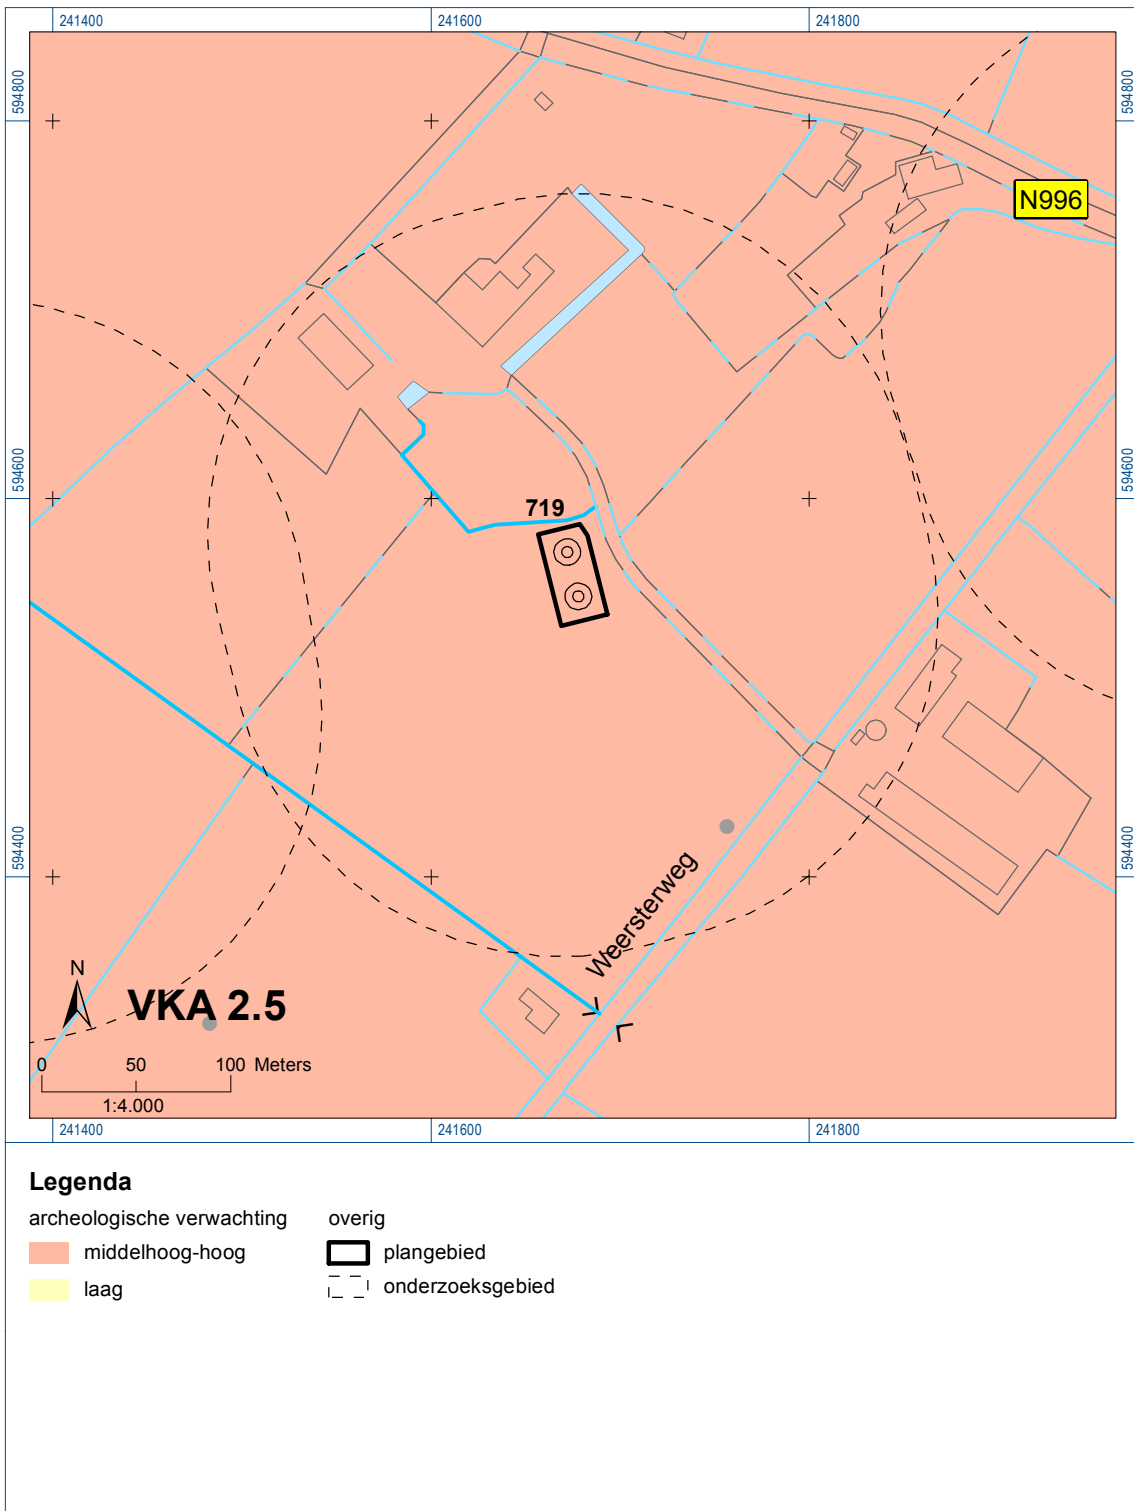 241400 241600 241800
594800 594800
N996
594600 594600
719
594400 594400
Weersterweg
N
VKA 2.5
0 50 100 Meters
1:4.000
241400 241600 241800
Legenda
archeologische verwachting overig
middelhoog-hoog plangebied
laag onderzoeksgebied